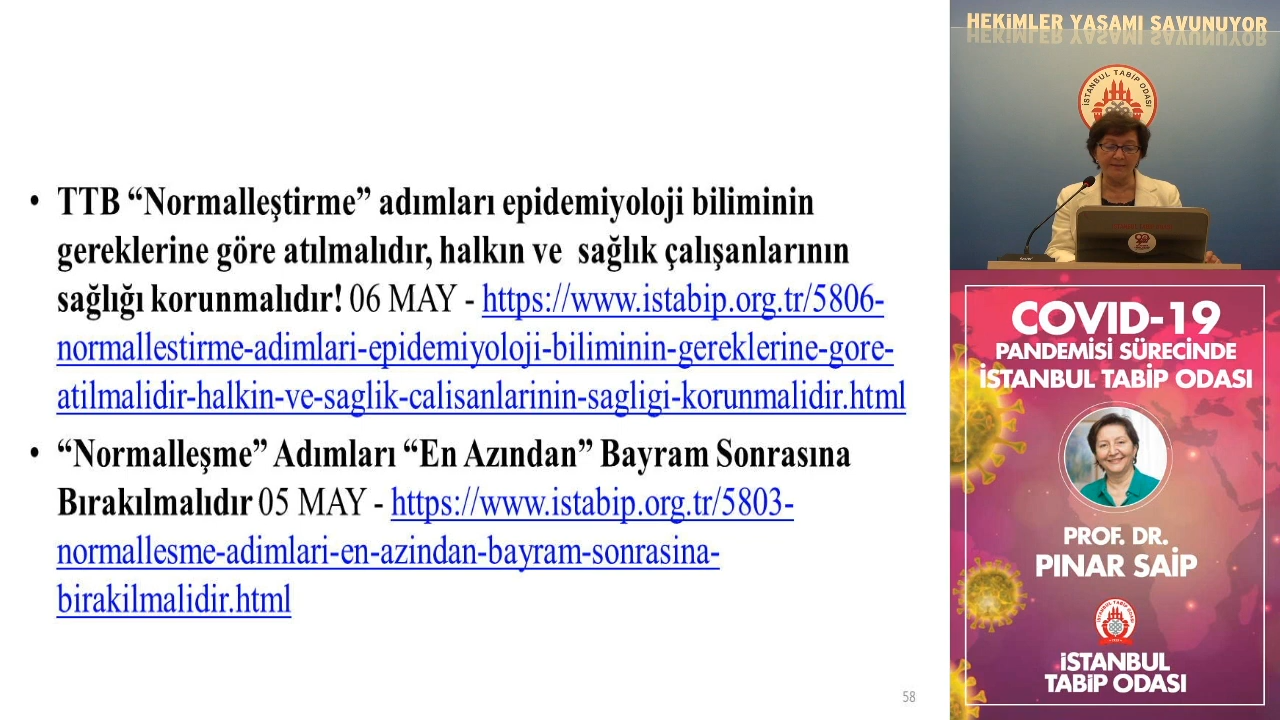 • TTB “Normalleştirme” adımları epidemiyoloji biliminin
gereklerine göre atılmalıdır, halkın ve sağlık çalışanlarının
sağlığı korunmalıdır! 06 MAY - https://www.istabip.org.tr/5806-
normallestirme-adimlari-epidemiyoloji-biliminin-gereklerine-gore-
atilmalidir-halkin-ve-saglik-calisanlarinin-sagligi-korunmalidir.html
• “Normalleşme” Adımları “En Azından” Bayram Sonrasına
Bırakılmalıdır 05 MAY - https://www.istabip.org.tr/5803-
normallesme-adimlari-en-azindan-bayram-sonrasina-
birakilmalidir.html
58
HEKİMLER YAŞAMI SAVUNUYOR
İSTANBUL TABİP ODASI
COVID-19
PANDEMİSİ SÜRECİNDE
İSTANBUL TABİP ODASI
PROF. DR.
PINAR SAİP
İSTANBUL TABİP ODASI
İSTANBUL
TABİP ODASI